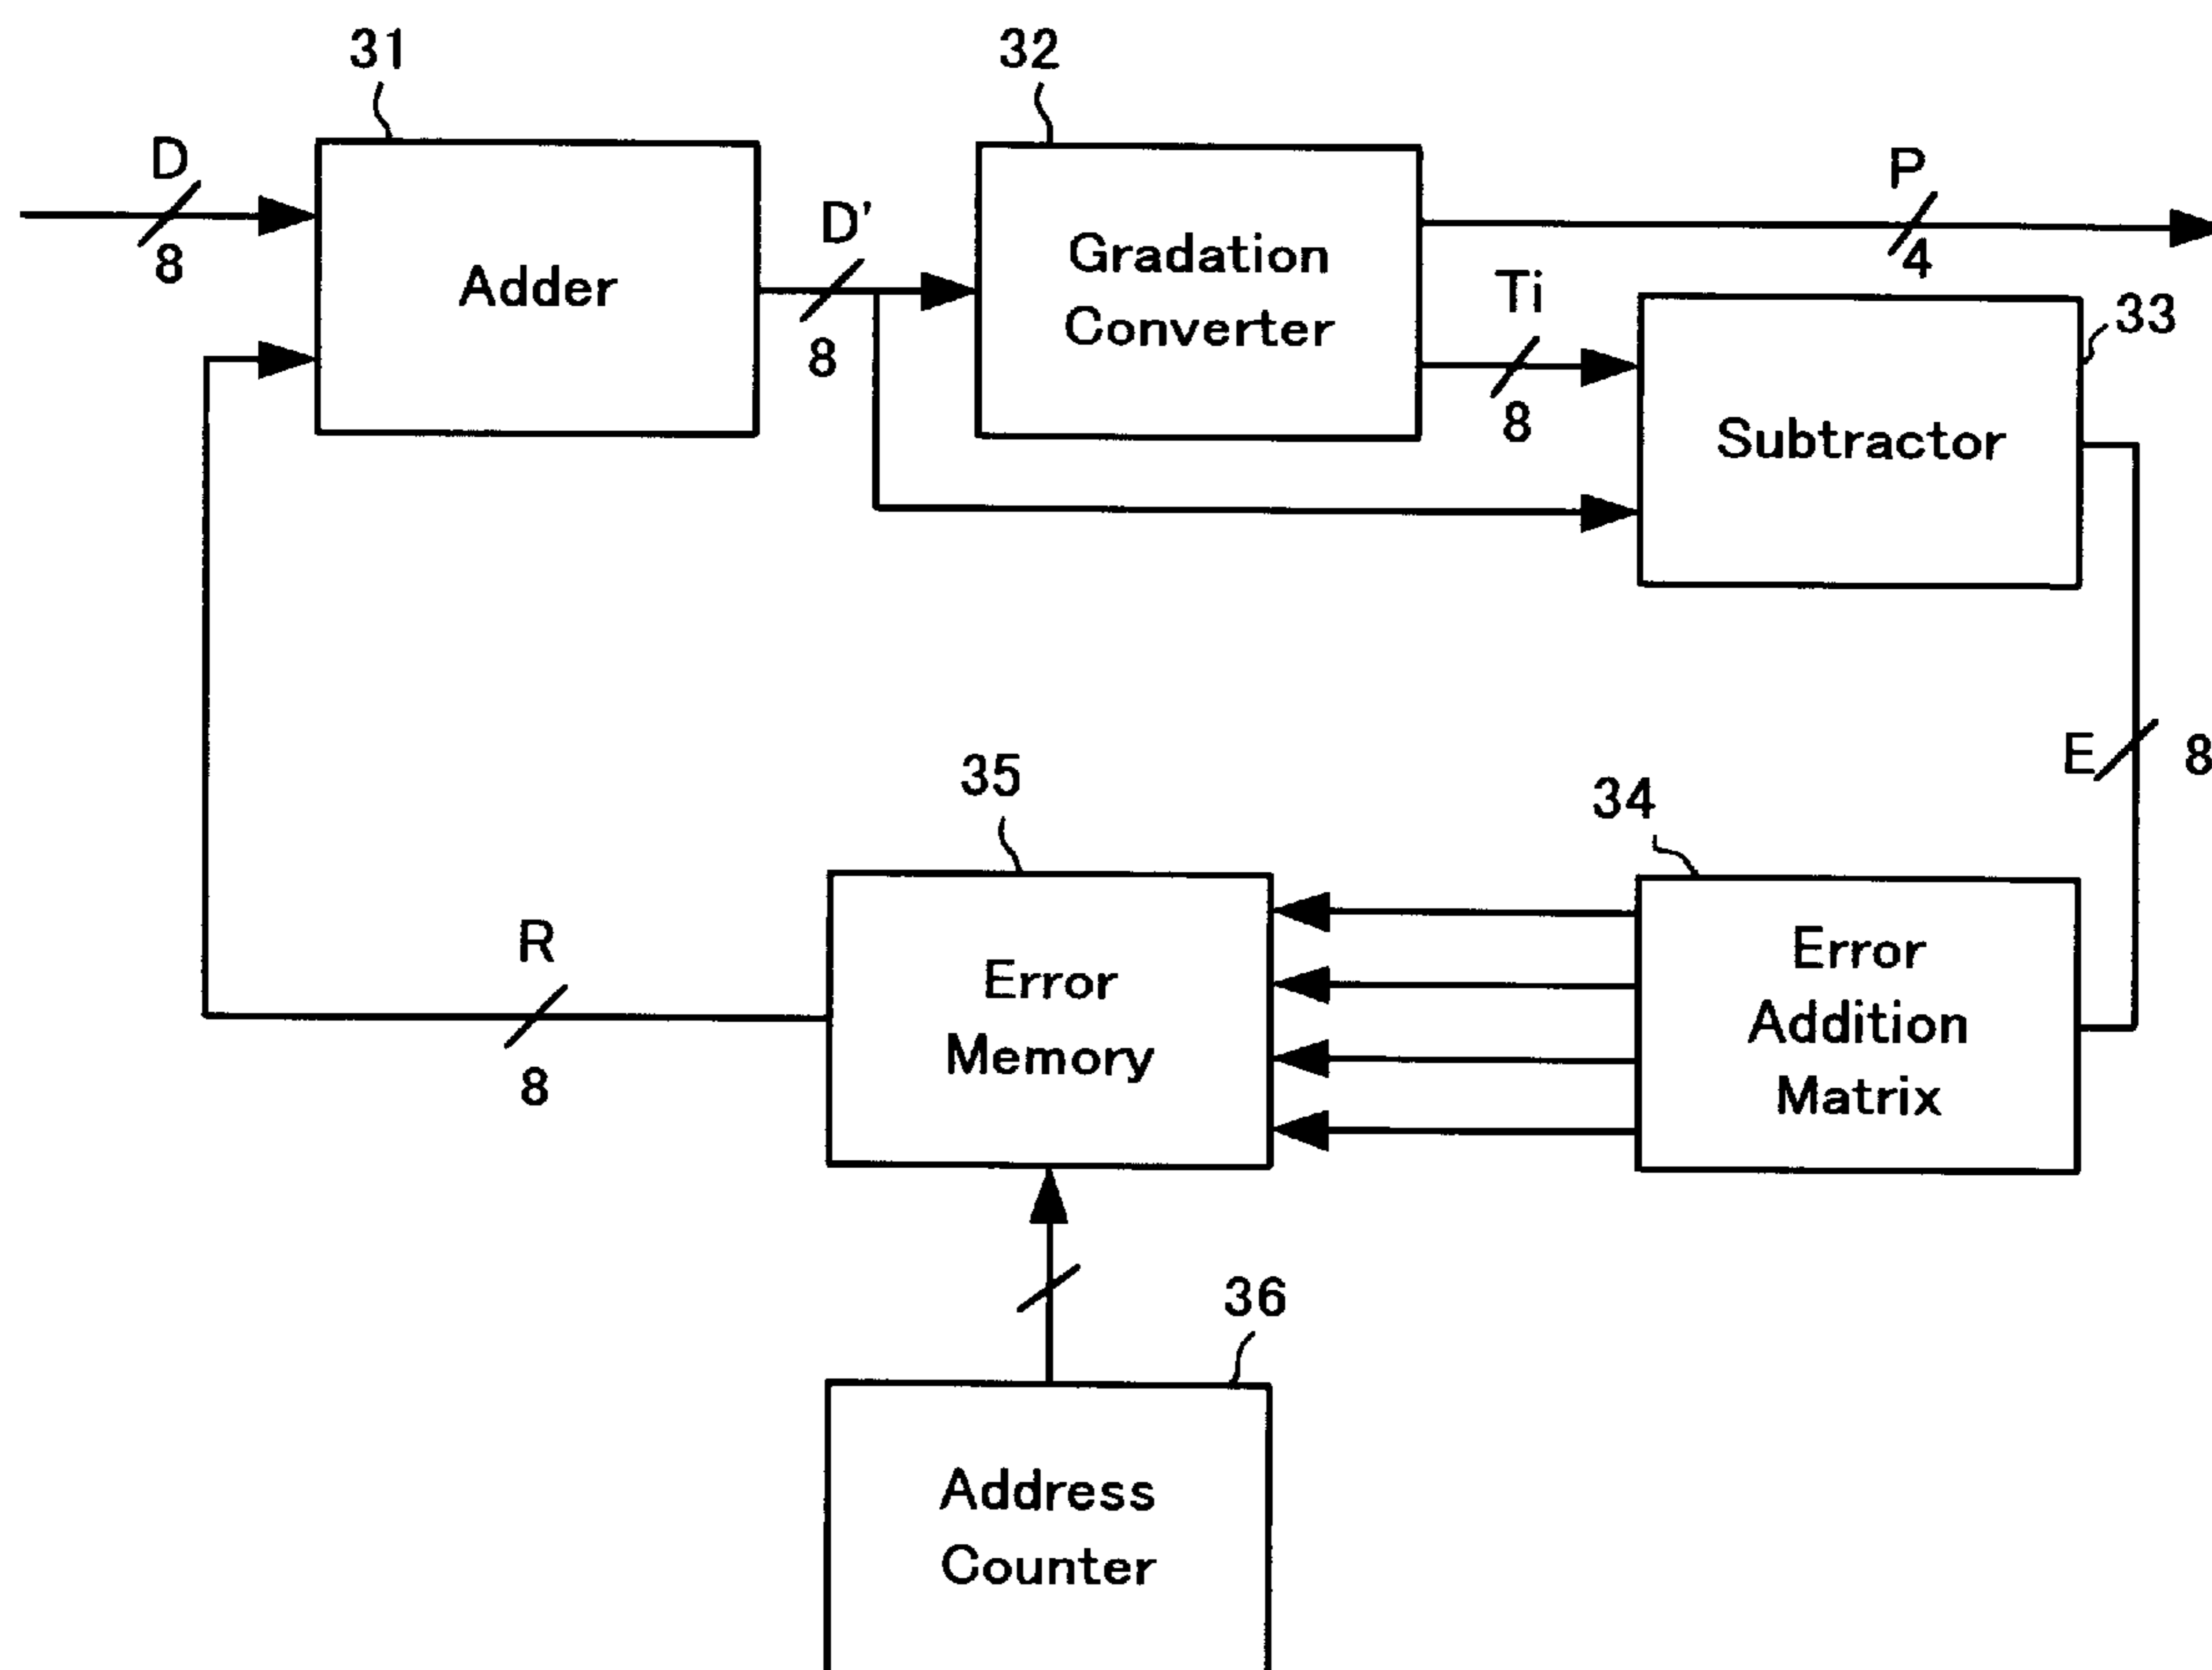 31
32
D
8
Adder
D'
8
Gradation
Converter
P
4
Ti
8
33
Subtractor
E
8
35
34
R
8
Error
Memory
Error
Addition
Matrix
36
Address
Counter